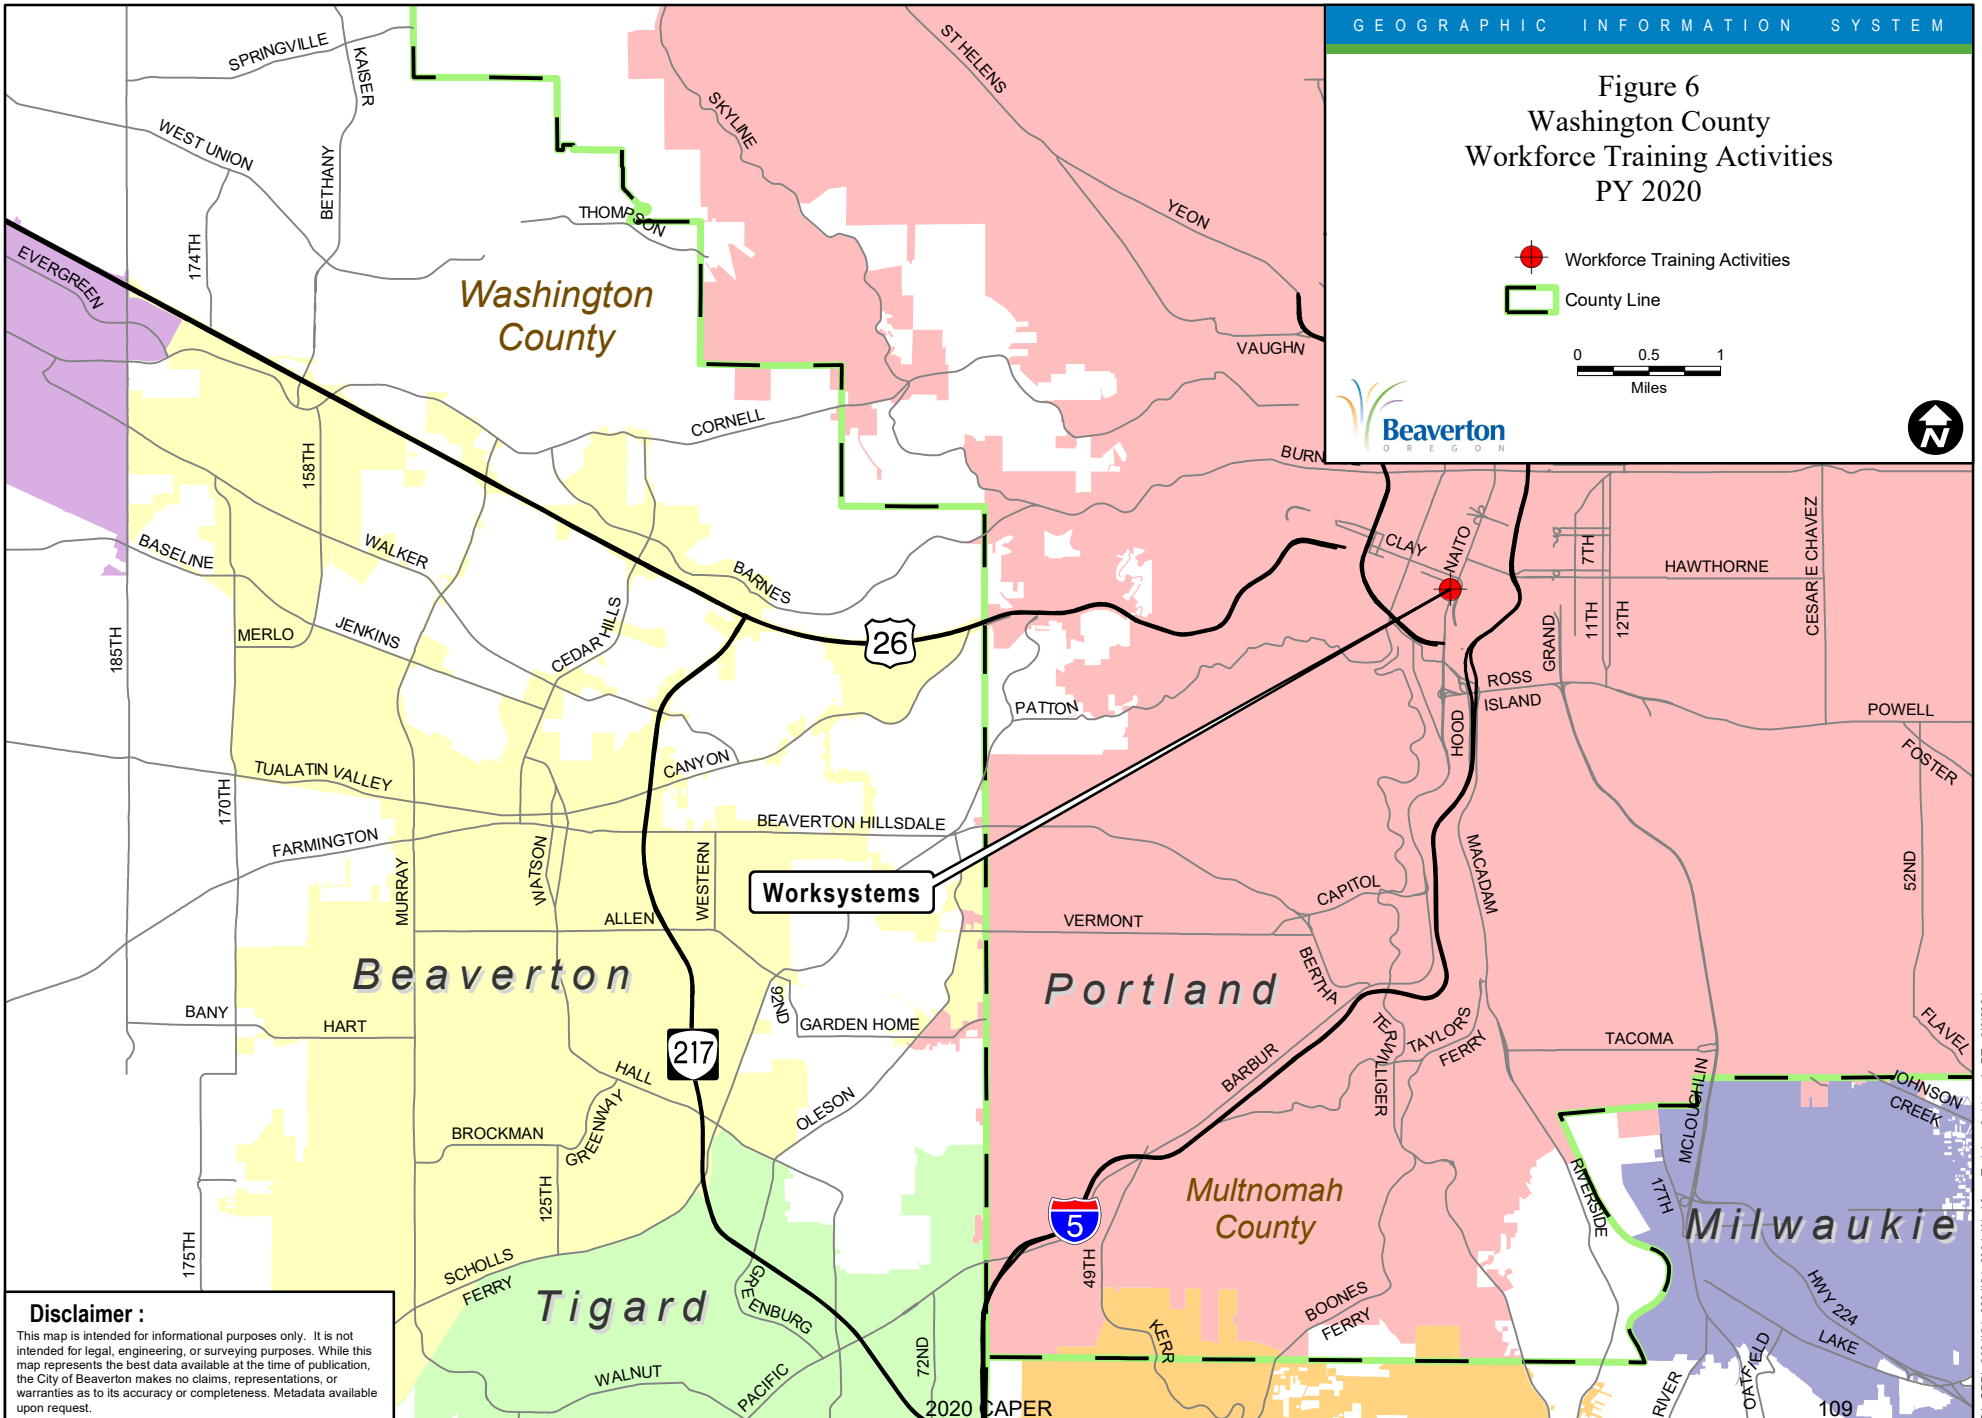 GEOGRAPHIC INFORMATION SYSTEM
Figure 6
Washington County
Workforce Training Activities
PY 2020
Workforce Training Activities
County Line
0 0.5 1
Miles
Beaverton
OREGON
N
SPRINGVILLE
KAISER
WEST UNION
BETHANY
174TH
THOMPSON
EVERGREEN
Washington
County
ST HELENS
SKYLINE
YEON
VAUGHN
CORNELL
BURN
158TH
BASELINE
WALKER
BARNES
CEDAR HILLS
JENKINS
MERLO
185TH
26
CLAY
NAITO
7TH
HAWTHORNE
CESAR E CHAVEZ
11TH
12TH
GRAND
ROSS
ISLAND
HOOD
PATTON
POWELL
FOSTER
TUALATIN VALLEY
CANYON
170TH
FARMINGTON
BEAVERTON HILLSDALE
MURRAY
WATSON
WESTERN
Worksystems
ALLEN
VERMONT
CAPITOL
MACADAM
52ND
Beaverton
Portland
BERTHA
BANY
HART
92ND
GARDEN HOME
217
TERWILLIGER
TAYLORS
FERRY
TACOMA
FLAVEL
HALL
BARBUR
MCLOUGHLIN
JOHNSON
CREEK
GREENWAY
OLESON
BROCKMAN
125TH
Multnomah
County
5
RIVERSIDE
17TH
Milwaukie
175TH
SCHOLLS
FERRY
49TH
GREENBURG
Tigard
BOONES
FERRY
KERR
HWY 224
LAKE
72ND
WALNUT
PACIFIC
RIVER
OATFIELD
Disclaimer :
This map is intended for informational purposes only. It is not
intended for legal, engineering, or surveying purposes. While this
map represents the best data available at the time of publication,
the City of Beaverton makes no claims, representations, or
warranties as to its accuracy or completeness. Metadata available
upon request.
2020 CAPER
109